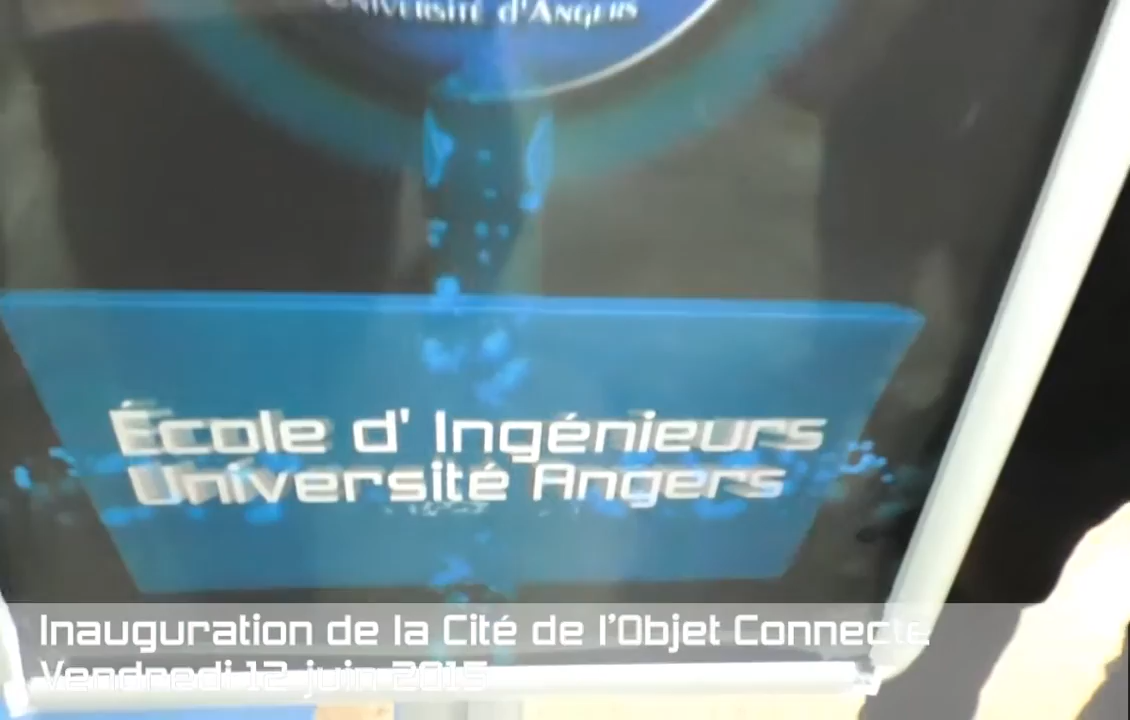 Université d'Angers
École d' Ingénieurs
Université Angers
Inauguration de la Cité de l'Objet Connecté
Vendredi 12 juin 2015